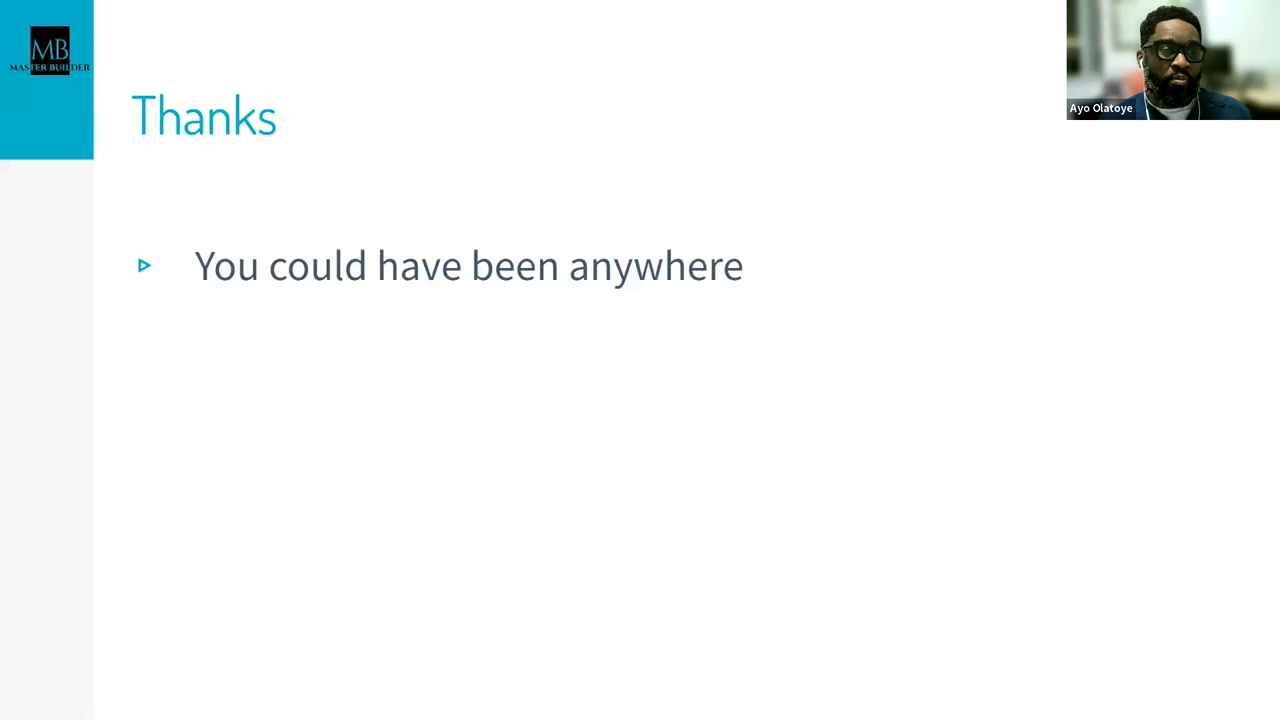 MB
MASTER BUILDER
Ayo Olatoye
Thanks
You could have been anywhere